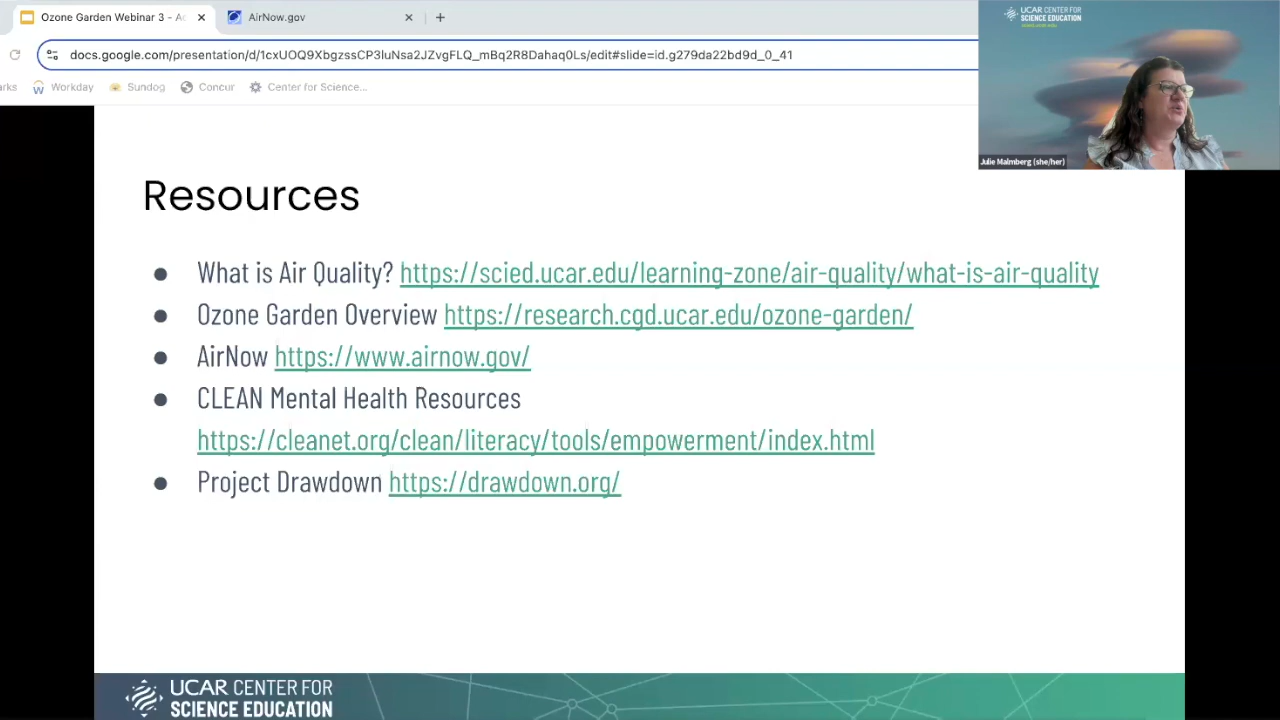 Ozone Garden Webinar 3 - Ac
AirNow.gov
docs.google.com/presentation/d/1cxUOQ9XbgzssCP3luNsa2JZvgFLQ_mBq2R8Dahaq0Ls/edit#slide=id.g279da22bd9d_0_41
rks
Workday
Sundog
Concur
Center for Science...
UCAR CENTER FOR
SCIENCE EDUCATION
Julie Malmberg (she/her)
Resources
● What is Air Quality? https://scied.ucar.edu/learning-zone/air-quality/what-is-air-quality
● Ozone Garden Overview https://research.cgd.ucar.edu/ozone-garden/
● AirNow https://www.airnow.gov/
● CLEAN Mental Health Resources
https://cleanet.org/clean/literacy/tools/empowerment/index.html
● Project Drawdown https://drawdown.org/
UCAR CENTER FOR
SCIENCE EDUCATION